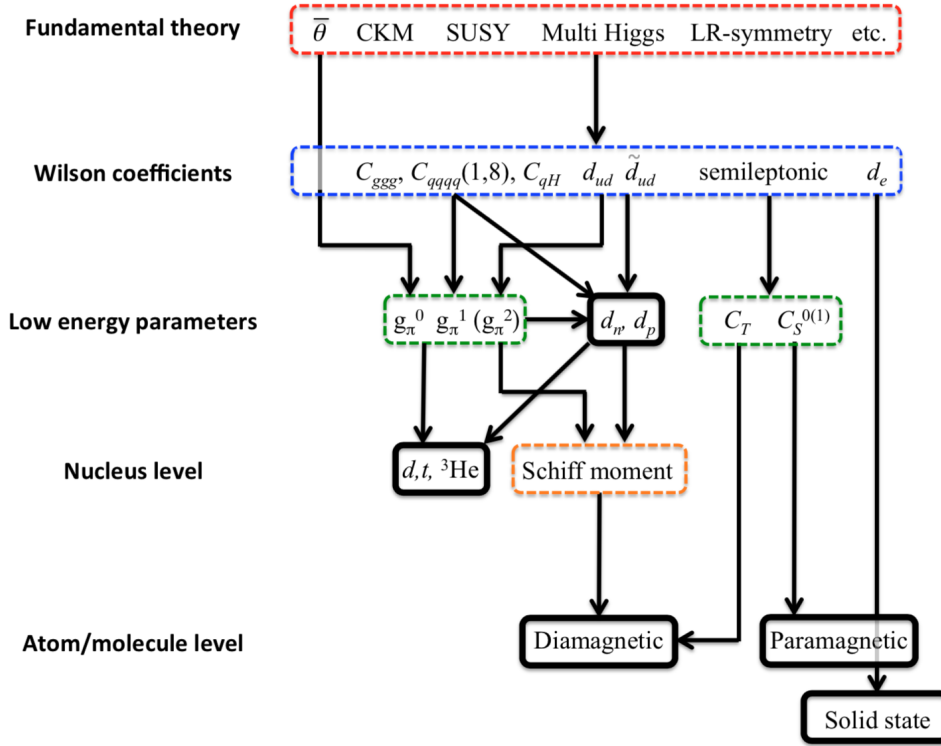 Fundamental theory θ̅ CKM SUSY Multi Higgs LR-symmetry etc.
Wilson coefficients C_ggg, C_qqqq(1,8), C_qH d_ud d̃_ud semileptonic d_e
Low energy parameters g_π^0 g_π^1 (g_π^2) d_n, d_p C_T C_S^0(1)
Nucleus level d,t, ³He Schiff moment
Atom/molecule level Diamagnetic Paramagnetic
Solid state